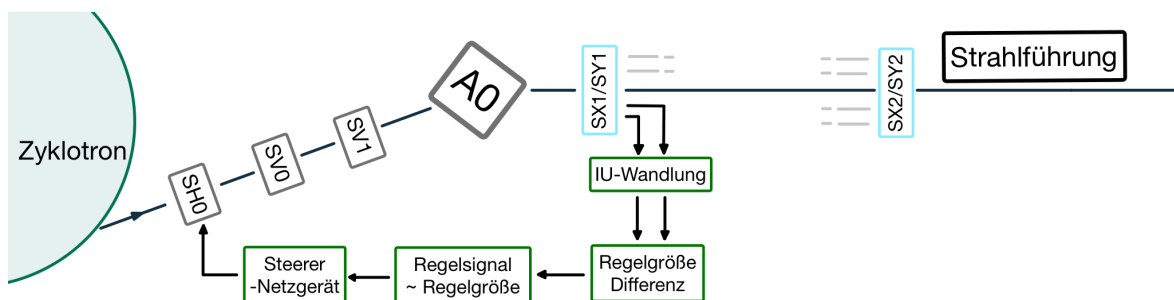 Strahlführung
A0
SX1/SY1
SX2/SY2
SV1
SV0
Zyklotron
SH0
IU-Wandlung
Steerer
-Netzgerät
Regelsignal
~ Regelgröße
Regelgröße
Differenz